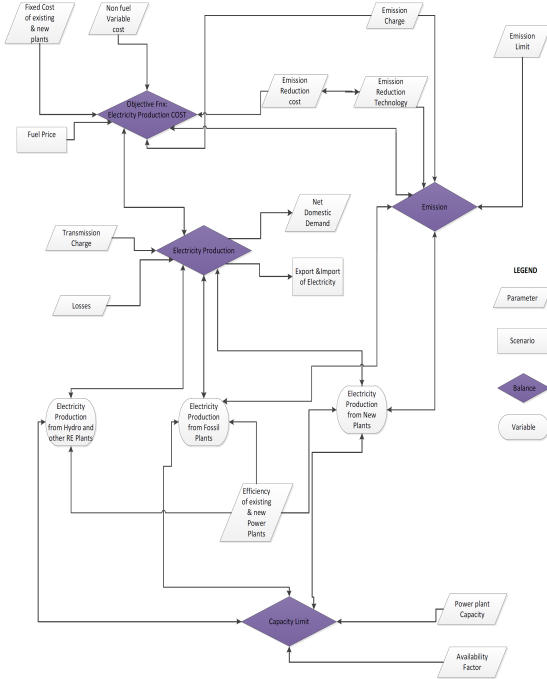 Fixed Cost
of existing
& new
plants
Non fuel
Variable
cost
Emission
Charge
Emission
Limit
Emission
Reduction
cost
Emission
Reduction
Technology
Objective Fnx:
Electricity Production COST
Fuel Price
Emission
Net
Domestic
Demand
Transmission
Charge
Electricity Production
Export &Import
of Electricity
Losses
LEGEND
Parameter
Scenario
Balance
Variable
Electricity
Production
from Hydro and
other RE Plants
Electricity
Production
from Fossil
Plants
Electricity
Production
from New
Plants
Efficiency
of existing
& new
Power
Plants
Capacity Limit
Power plant
Capacity
Availability
Factor